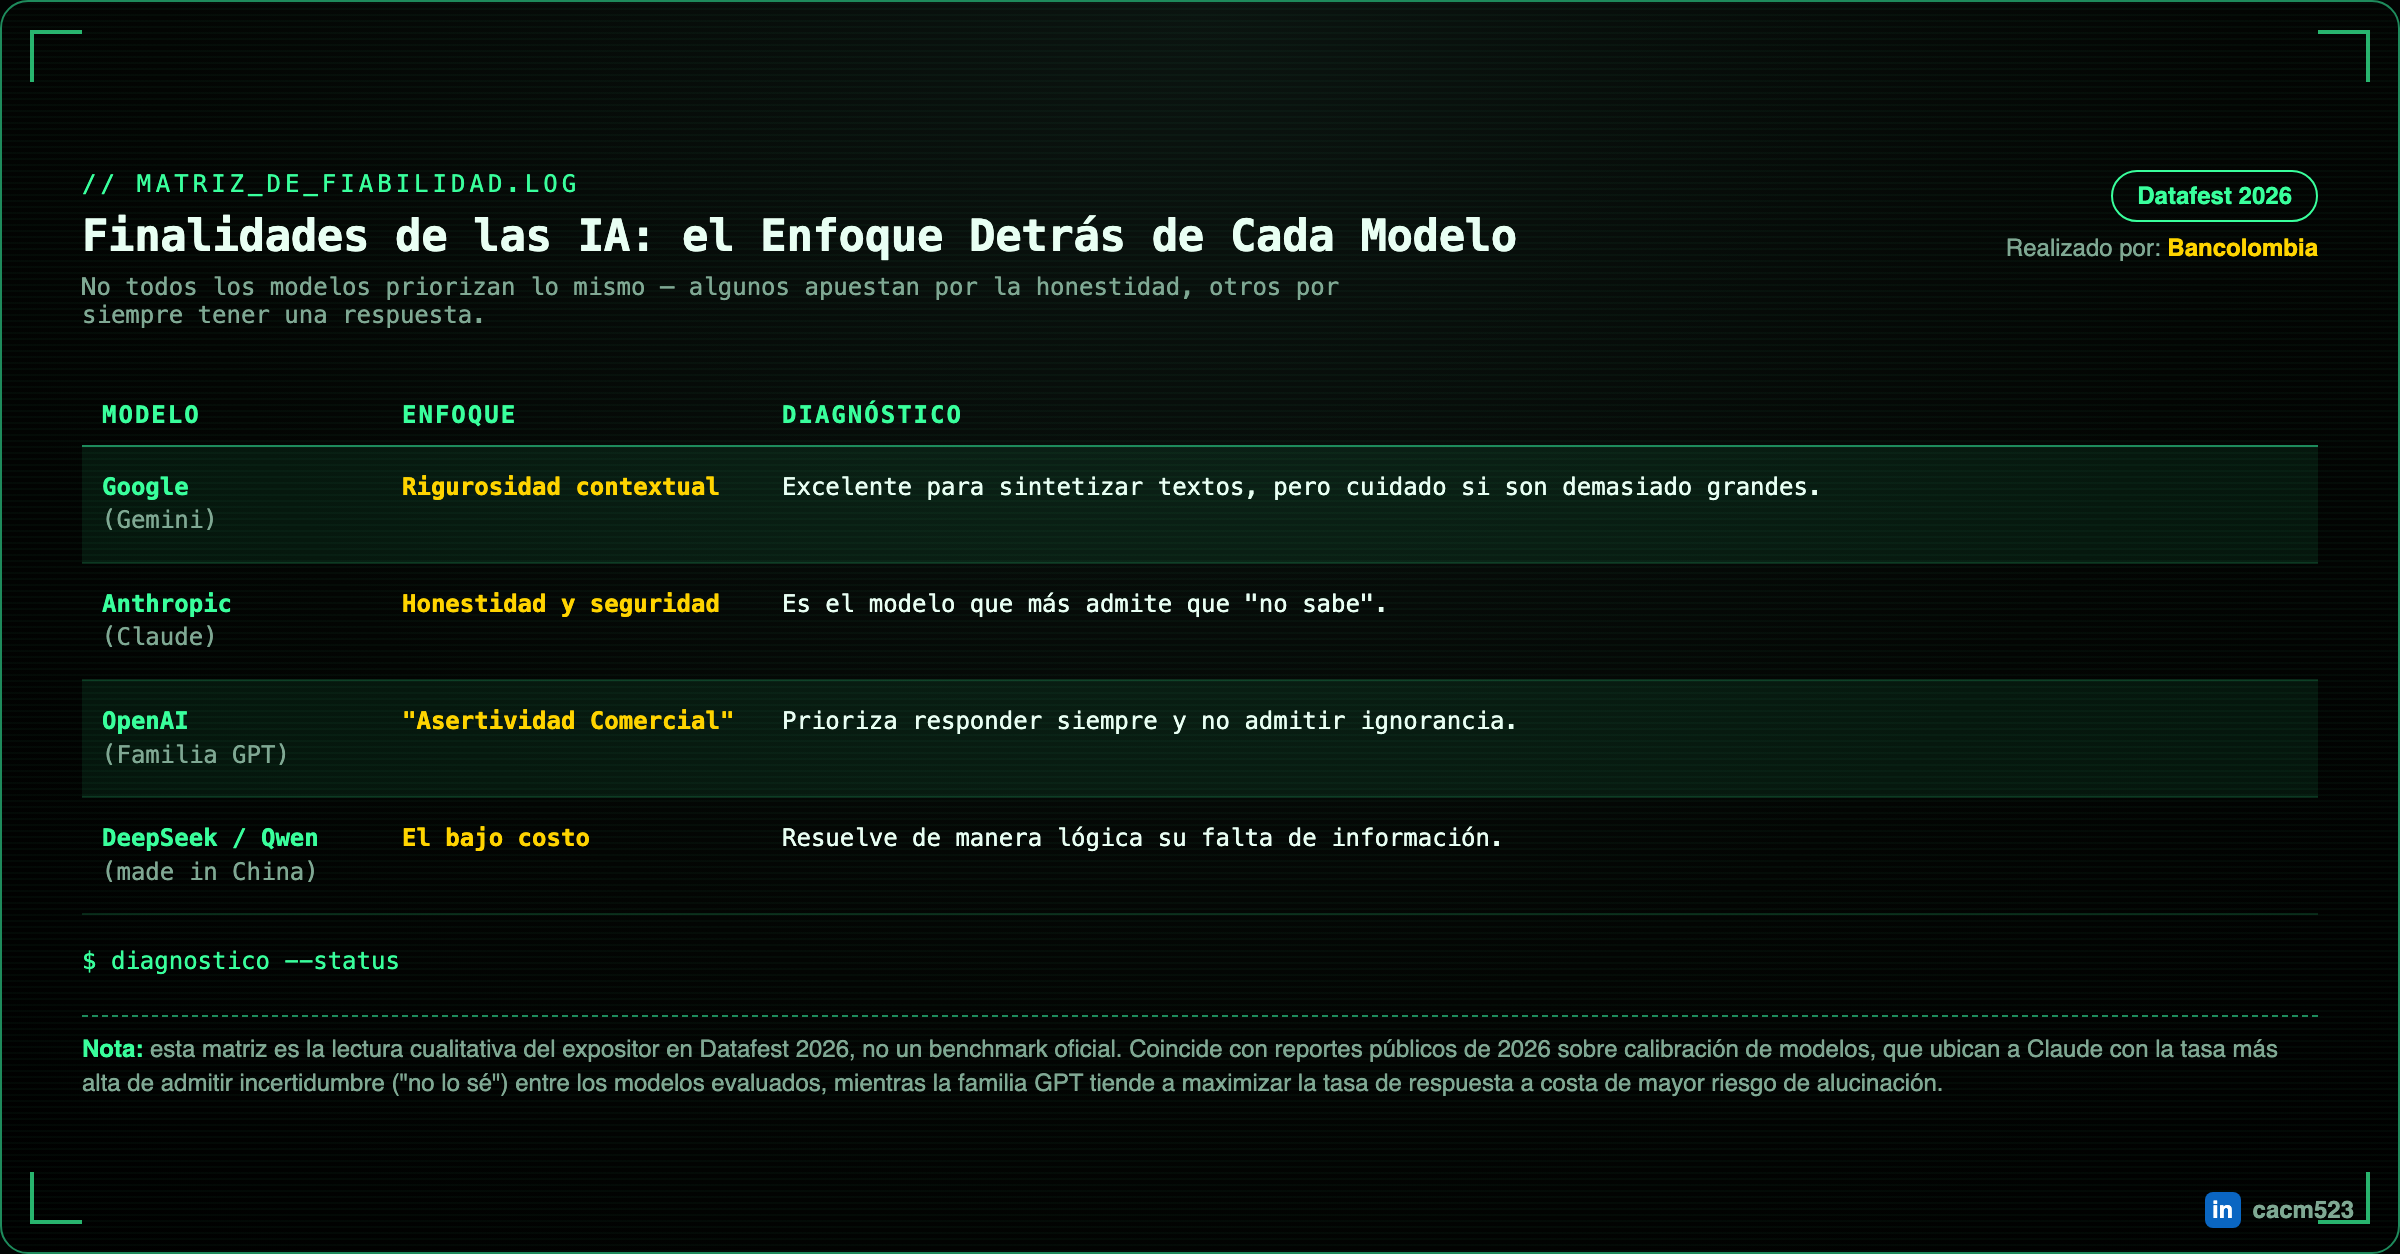 // MATRIZ_DE_FIABILIDAD.LOG
Finalidades de las IA: el Enfoque Detrás de Cada Modelo
No todos los modelos priorizan lo mismo — algunos apuestan por la honestidad, otros por
siempre tener una respuesta.
Datafest 2026
Realizado por: Bancolombia
MODELO ENFOQUE DIAGNÓSTICO
Google Rigurosidad contextual Excelente para sintetizar textos, pero cuidado si son demasiado grandes.
(Gemini)
Anthropic Honestidad y seguridad Es el modelo que más admite que "no sabe".
(Claude)
OpenAI "Asertividad Comercial" Prioriza responder siempre y no admitir ignorancia.
(Familia GPT)
DeepSeek / Qwen El bajo costo Resuelve de manera lógica su falta de información.
(made in China)
$ diagnostico --status
Nota: esta matriz es la lectura cualitativa del expositor en Datafest 2026, no un benchmark oficial. Coincide con reportes públicos de 2026 sobre calibración de modelos, que ubican a Claude con la tasa más
alta de admitir incertidumbre ("no lo sé") entre los modelos evaluados, mientras la familia GPT tiende a maximizar la tasa de respuesta a costa de mayor riesgo de alucinación.
in cacm523